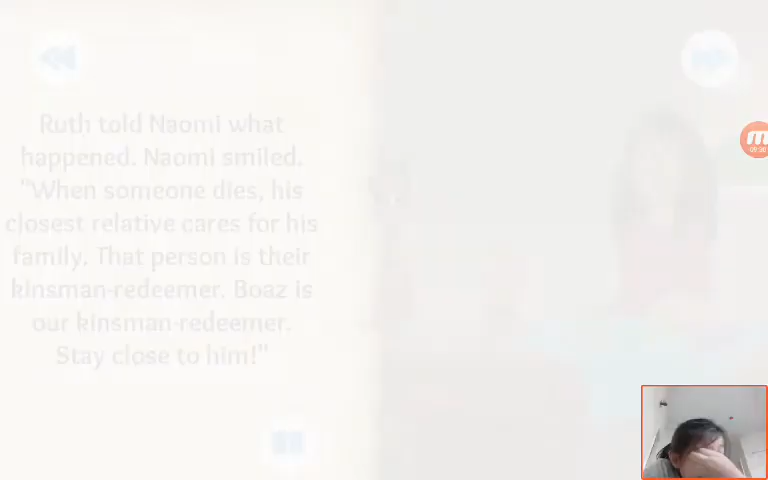 Ruth told Naomi what
happened. Naomi smiled.
"When someone dies, his
closest relative cares for his
family. That person is their
kinsman-redeemer. Boaz is
our kinsman-redeemer.
Stay close to him!"